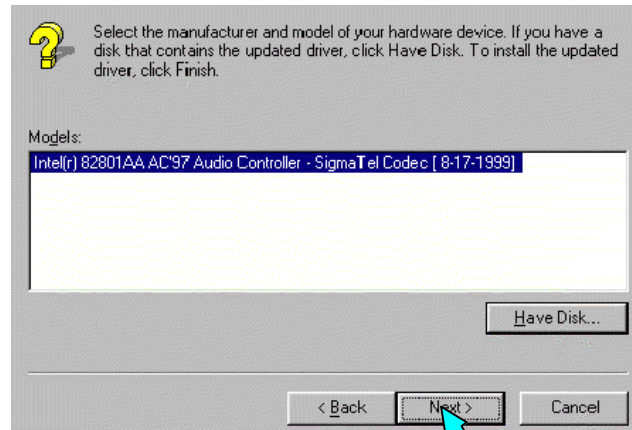 Select the manufacturer and model of your hardware device. If you have a
disk that contains the updated driver, click Have Disk. To install the updated
driver, click Finish.
Models:
Intel(r) 82801AA AC'97 Audio Controller - SigmaTel Codec [ 8-17-1999]
Have Disk...
< Back Next > Cancel